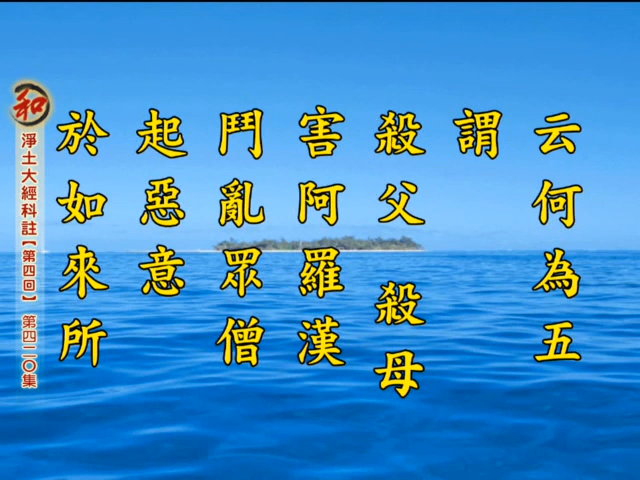 云何為五
謂
殺父 殺母
害阿羅漢
鬥亂眾僧
起惡意
於如來所
和
淨土大經科註【第四回】 第四二〇集